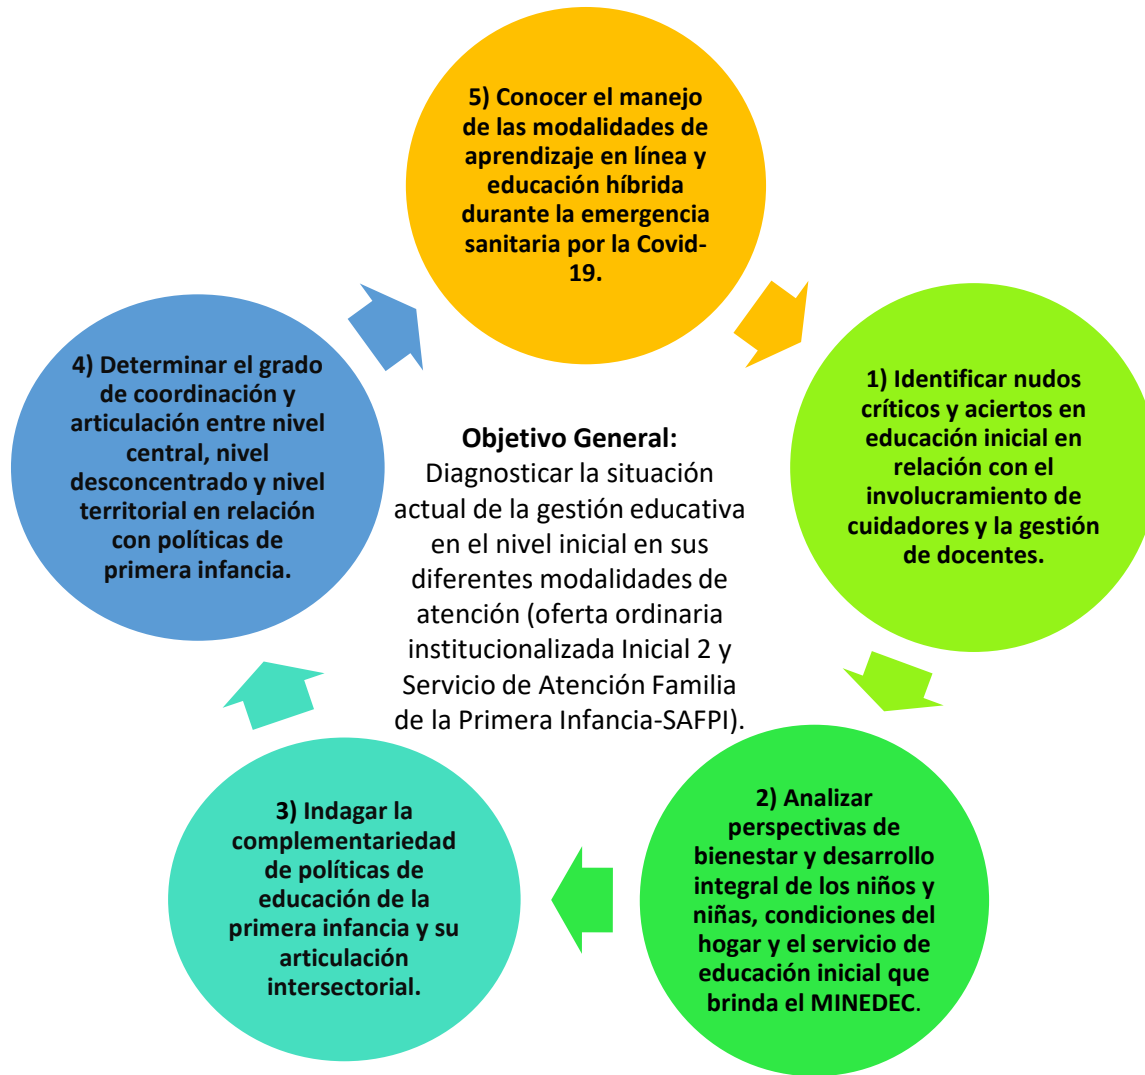 5) Conocer el manejo
de las modalidades de
aprendizaje en línea y
educación híbrida
durante la emergencia
sanitaria por la Covid-
19.
4) Determinar el grado
de coordinación y
articulación entre nivel
central, nivel
desconcentrado y nivel
territorial en relación
con políticas de
primera infancia.
1) Identificar nudos
críticos y aciertos en
educación inicial en
relación con el
involucramiento de
cuidadores y la gestión
de docentes.
Objetivo General:
Diagnosticar la situación
actual de la gestión educativa
en el nivel inicial en sus
diferentes modalidades de
atención (oferta ordinaria
institucionalizada Inicial 2 y
Servicio de Atención Familia
de la Primera Infancia-SAFPI).
3) Indagar la
complementariedad
de políticas de
educación de la
primera infancia y su
articulación
intersectorial.
2) Analizar
perspectivas de
bienestar y desarrollo
integral de los niños y
niñas, condiciones del
hogar y el servicio de
educación inicial que
brinda el MINEDEC.